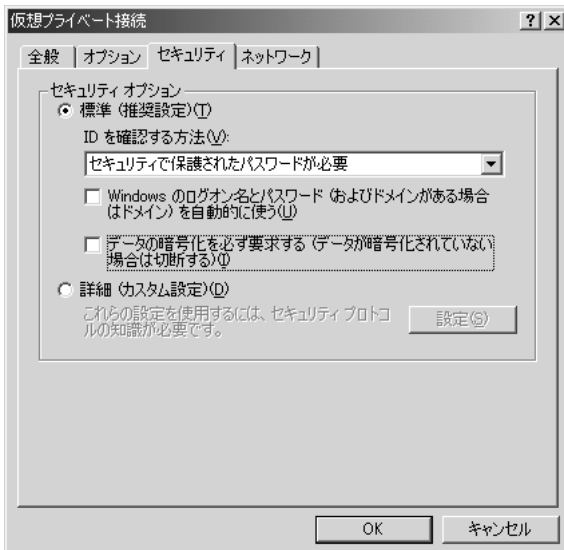 仮想プライベート接続
全般 オプション セキュリティ ネットワーク
セキュリティ オプション
標準 (推奨設定)(T)
ID を確認する方法(V):
セキュリティで保護されたパスワードが必要
Windows のログオン名とパスワード (およびドメインがある場合
はドメイン) を自動的に使う(U)
データの暗号化を必ず要求する (データが暗号化されていない
場合は切断する)(I)
詳細 (カスタム設定)(D)
これらの設定を使用するには、セキュリティ プロトコ
ルの知識が必要です。
設定(S)
OK キャンセル